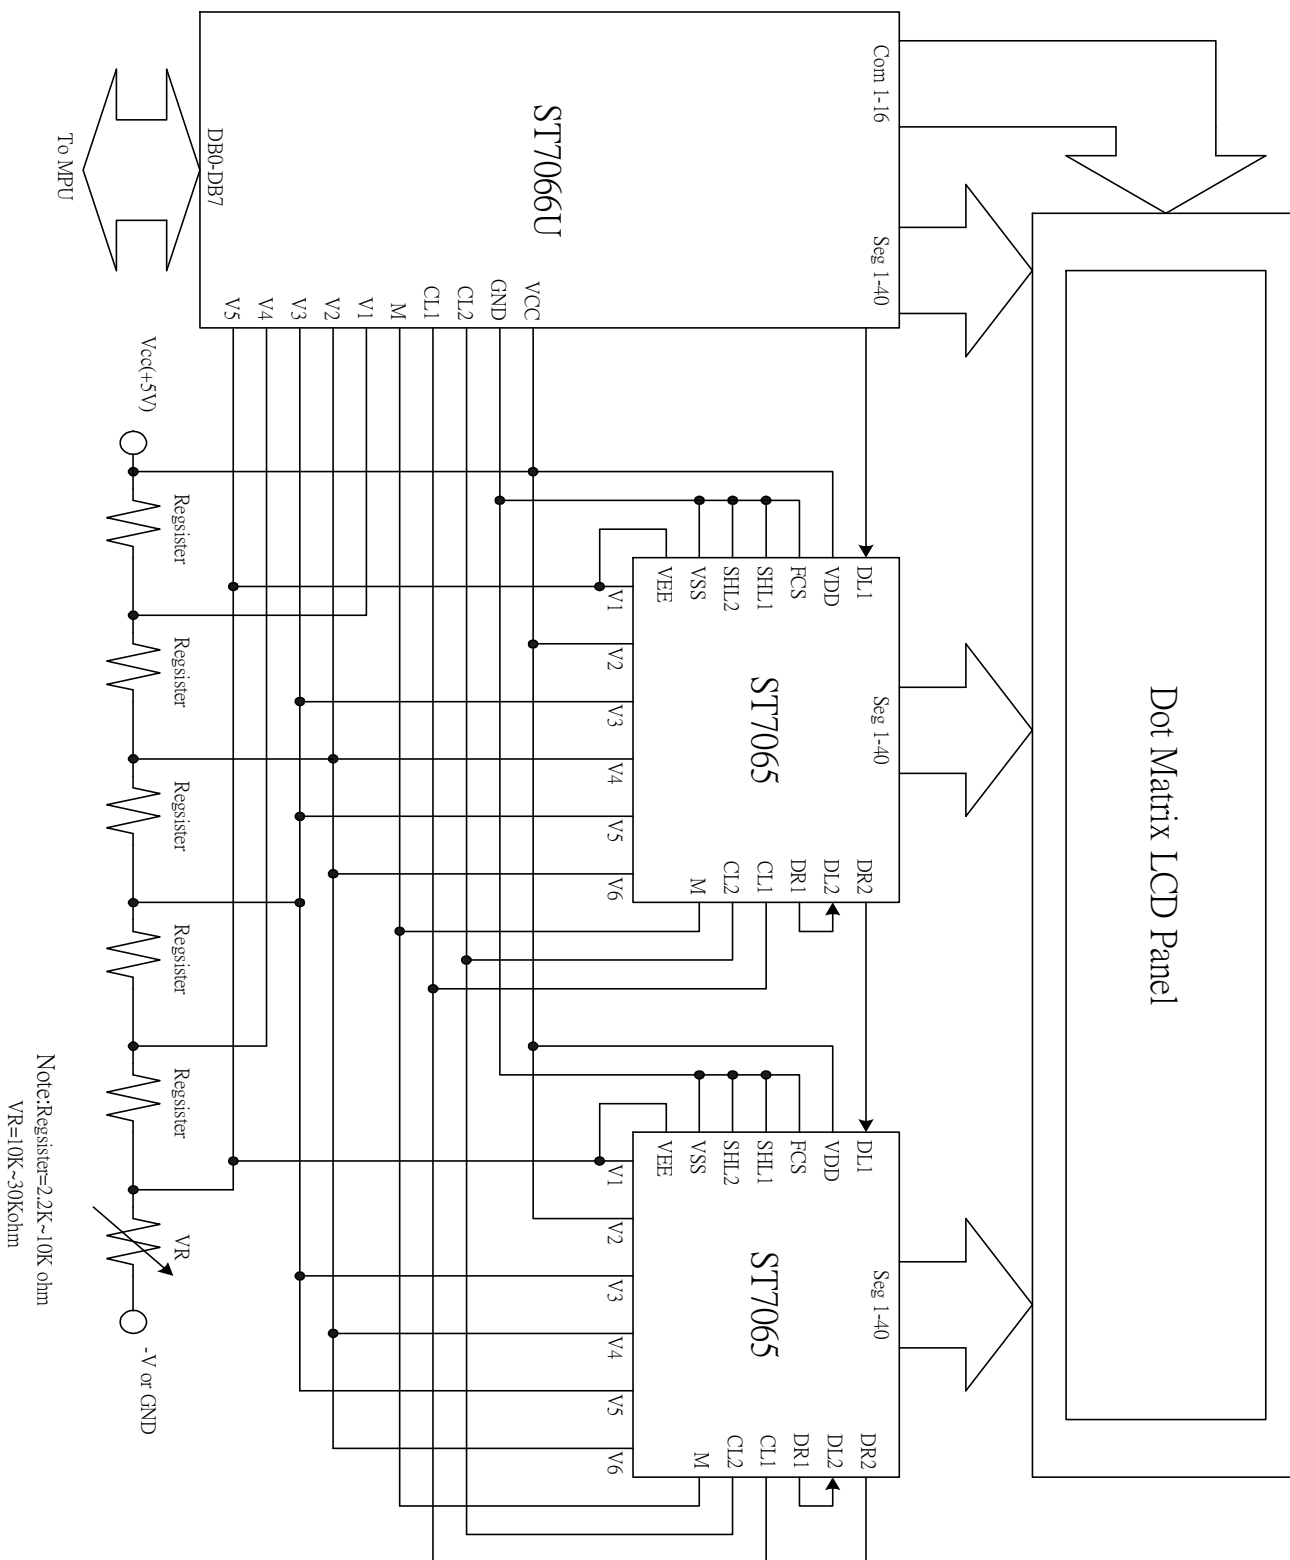 Dot Matrix LCD Panel
Com 1-16
Seg 1-40
ST7066U
DB0-DB7
To MPU
VCC
GND
CL2
CL1
M
V1
V2
V3
V4
V5
Seg 1-40
ST7065
DL1
VDD
FCS
SHL1
SHL2
VSS
VEE
V1
V2
V3
V4
V5
V6
DR2
DL2
DR1
CL1
CL2
M
Seg 1-40
ST7065
DL1
VDD
FCS
SHL1
SHL2
VSS
VEE
V1
V2
V3
V4
V5
V6
DR2
DL2
DR1
CL1
CL2
M
Vcc(+5V)
Regsister
Regsister
Regsister
Regsister
Regsister
VR
-V or GND
Note:Regsister=2.2K~10K ohm
VR=10K~30Kohm